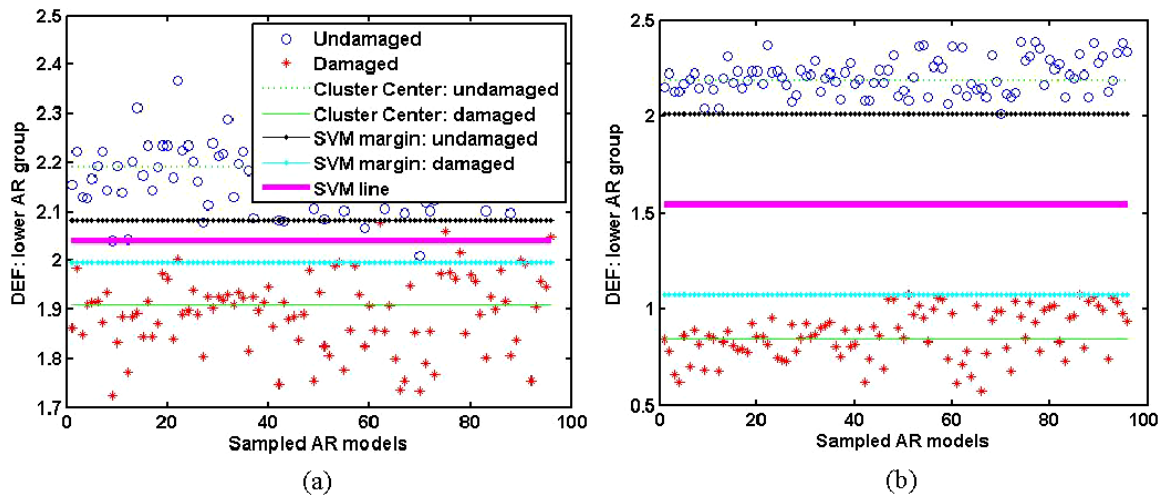 2.5
2.4
2.3
2.2
2.1
2.0
1.9
1.8
1.7
DEF: lower AR group
0 20 40 60 80 100
Sampled AR models
Undamaged
Damaged
Cluster Center: undamaged
Cluster Center: damaged
SVM margin: undamaged
SVM margin: damaged
SVM line
(a)
2.5
2
1.5
1
0.5
DEF: lower AR group
0 20 40 60 80 100
Sampled AR models
(b)